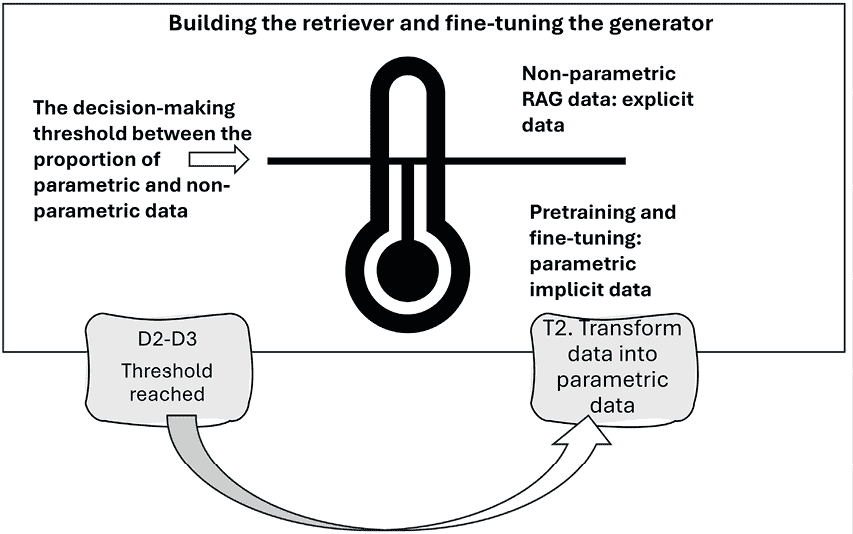 Building the retriever and fine-tuning the generator
The decision-making
threshold between the
proportion of
parametric and non-
parametric data
Non-parametric
RAG data: explicit
data
Pretraining and
fine-tuning:
parametric
implicit data
D2-D3
Threshold
reached
T2. Transform
data into
parametric
data